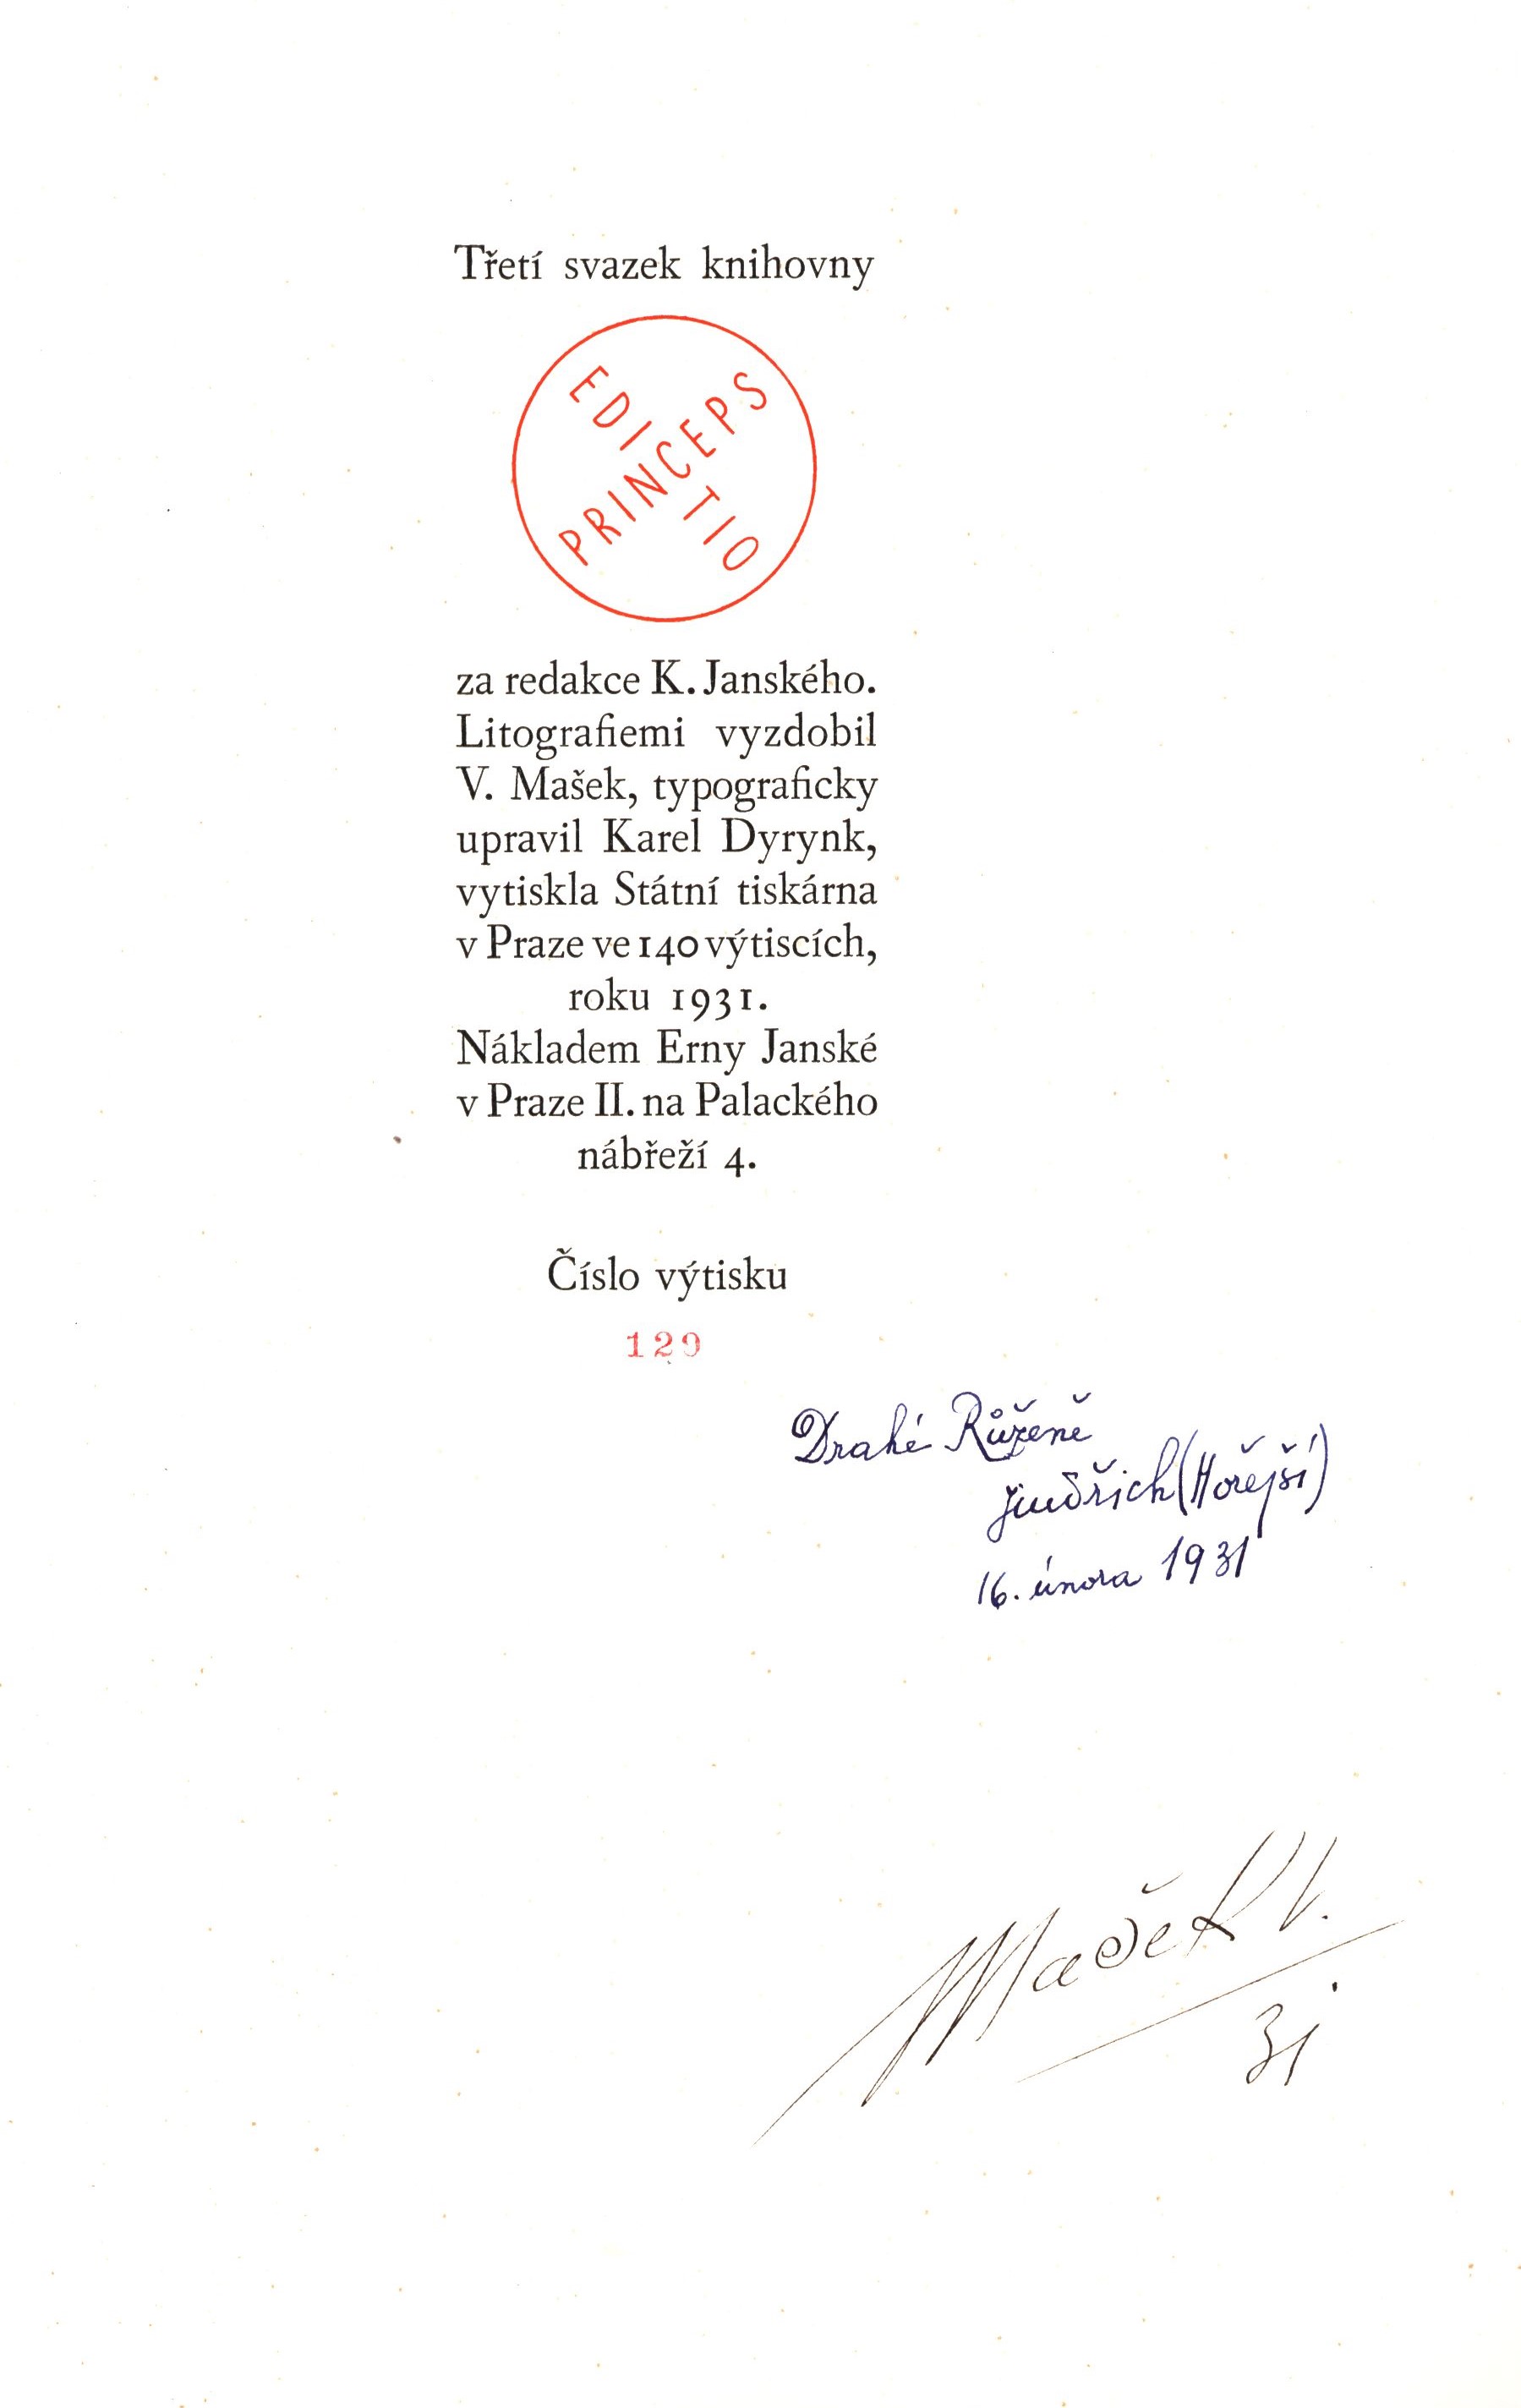 Třetí svazek knihovny
EDITIO
PRINCEPS
za redakce K. Janského.
Litografiemi vyzdobil
V. Mašek, typograficky
upravil Karel Dyrynk,
vytiskla Státní tiskárna
v Praze ve 140 výtiscích,
roku 1931.
Nákladem Erny Janské
v Praze II. na Palackého
nábřeží 4.
Číslo výtisku
129
Drahé Růženě
Jindřich (Hořejší)
16. února 1931
Mašek V.
31